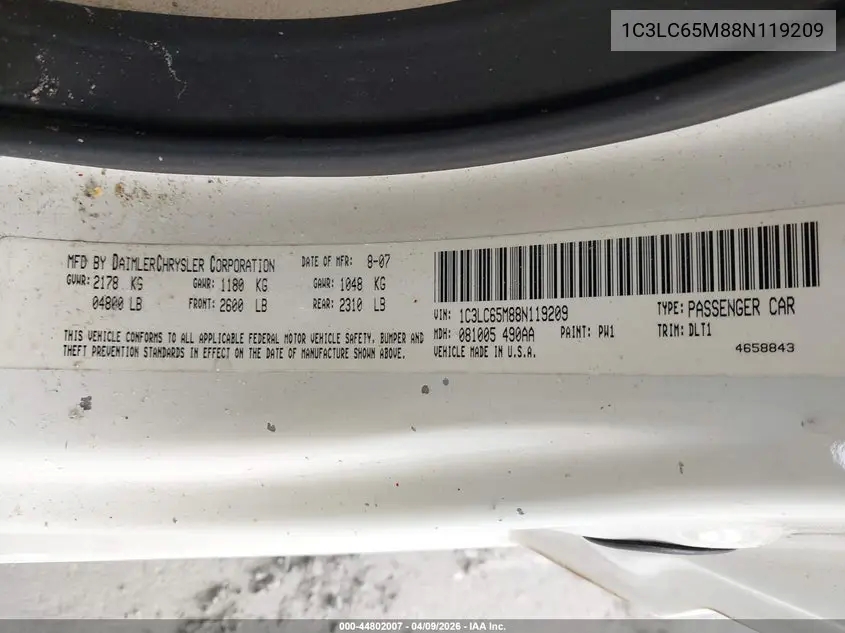 1C3LC65M88N119209
MFD BY DAIMLERCHRYSLER CORPORATION DATE OF MFR: 8-07
GVWR: 2178 KG GAWR: 1180 KG GAWR: 1048 KG
04800 LB FRONT: 2600 LB REAR: 2310 LB
THIS VEHICLE CONFORMS TO ALL APPLICABLE FEDERAL MOTOR VEHICLE SAFETY, BUMPER AND
THEFT PREVENTION STANDARDS IN EFFECT ON THE DATE OF MANUFACTURE SHOWN ABOVE.
VIN: 1C3LC65M88N119209 TYPE: PASSENGER CAR
MDH: 081005 490AA PAINT: PW1 TRIM: DLT1
VEHICLE MADE IN U.S.A. 4658843
000-44802007 - 04/09/2026 - IAA Inc.